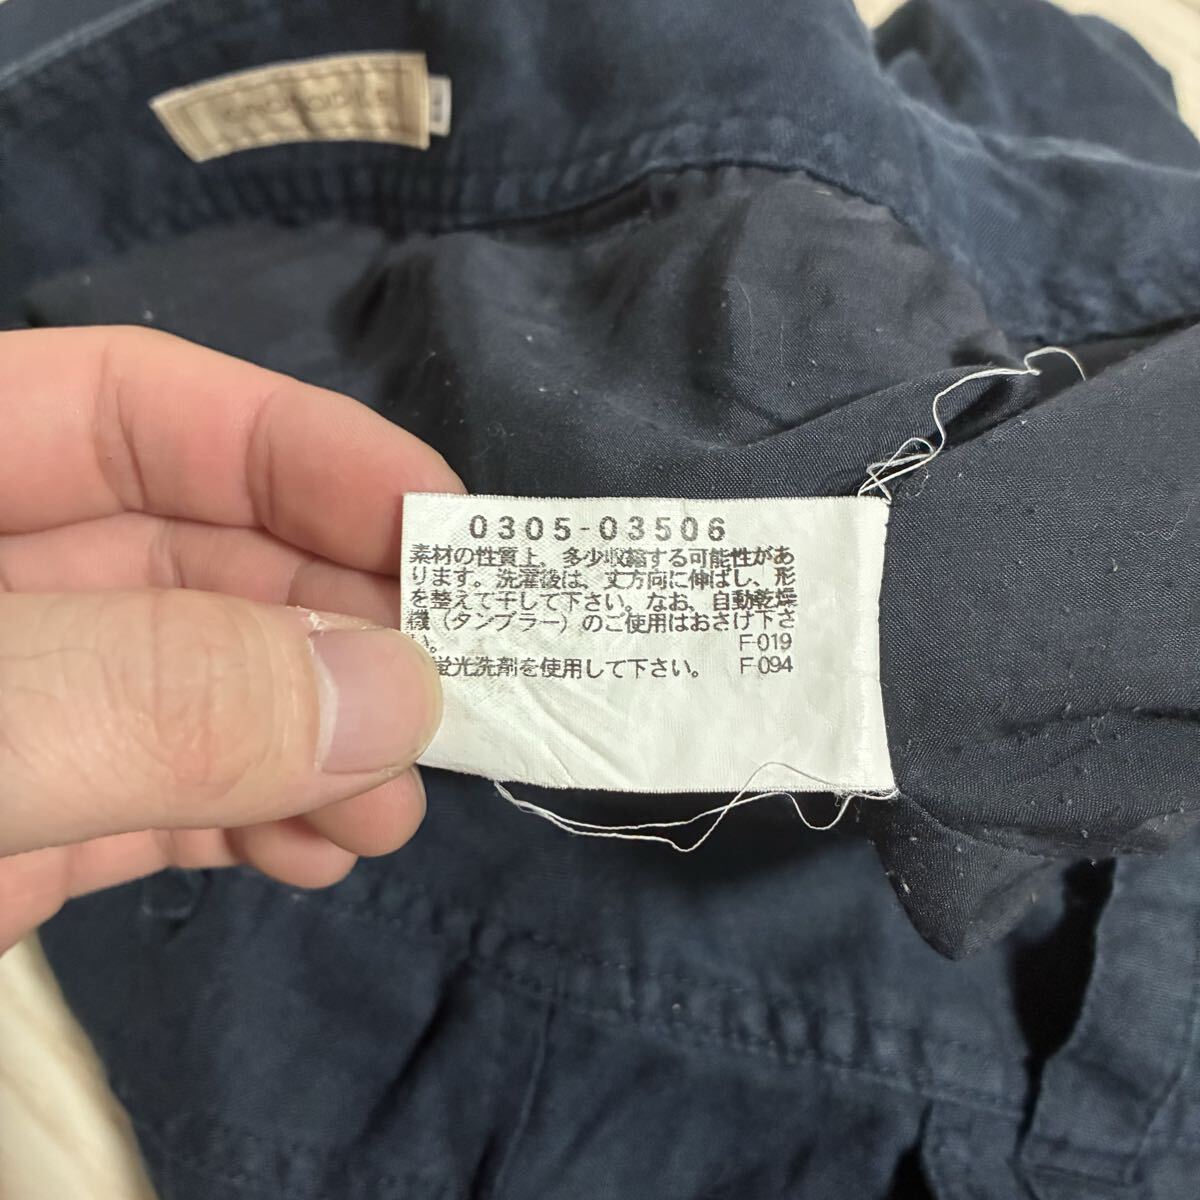 0305-03506
素材の性質上、多少収縮する可能性があ
ります。洗濯後は、丈方向に伸ばし、形
を整えて干して下さい。なお、自動乾燥
機（タンブラー）のご使用はおさけ下さ
い。 F-019
蛍光洗剤を使用して下さい。 F-094